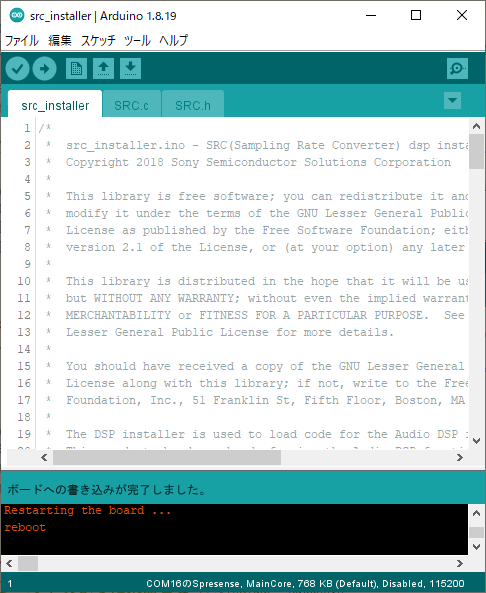 src_installer | Arduino 1.8.19
ファイル 編集 スケッチ ツール ヘルプ
src_installer SRC.c SRC.h
1 /*
2 * src_installer.ino - SRC(Sampling Rate Converter) dsp insta
3 * Copyright 2018 Sony Semiconductor Solutions Corporation
4 *
5 * This library is free software; you can redistribute it and
6 * modify it under the terms of the GNU Lesser General Public
7 * License as published by the Free Software Foundation; eith
8 * version 2.1 of the License, or (at your option) any later
9 *
10 * This library is distributed in the hope that it will be us
11 * but WITHOUT ANY WARRANTY; without even the implied warrant
12 * MERCHANTABILITY or FITNESS FOR A PARTICULAR PURPOSE. See
13 * Lesser General Public License for more details.
14 *
15 * You should have received a copy of the GNU Lesser General
16 * License along with this library; if not, write to the Free
17 * Foundation, Inc., 51 Franklin St, Fifth Floor, Boston, MA
18 *
19 * The DSP installer is used to load code for the Audio DSP
ボードへの書き込みが完了しました。
Restarting the board ...
reboot
1 COM16のSpresense, MainCore, 768 KB (Default), Disabled, 115200